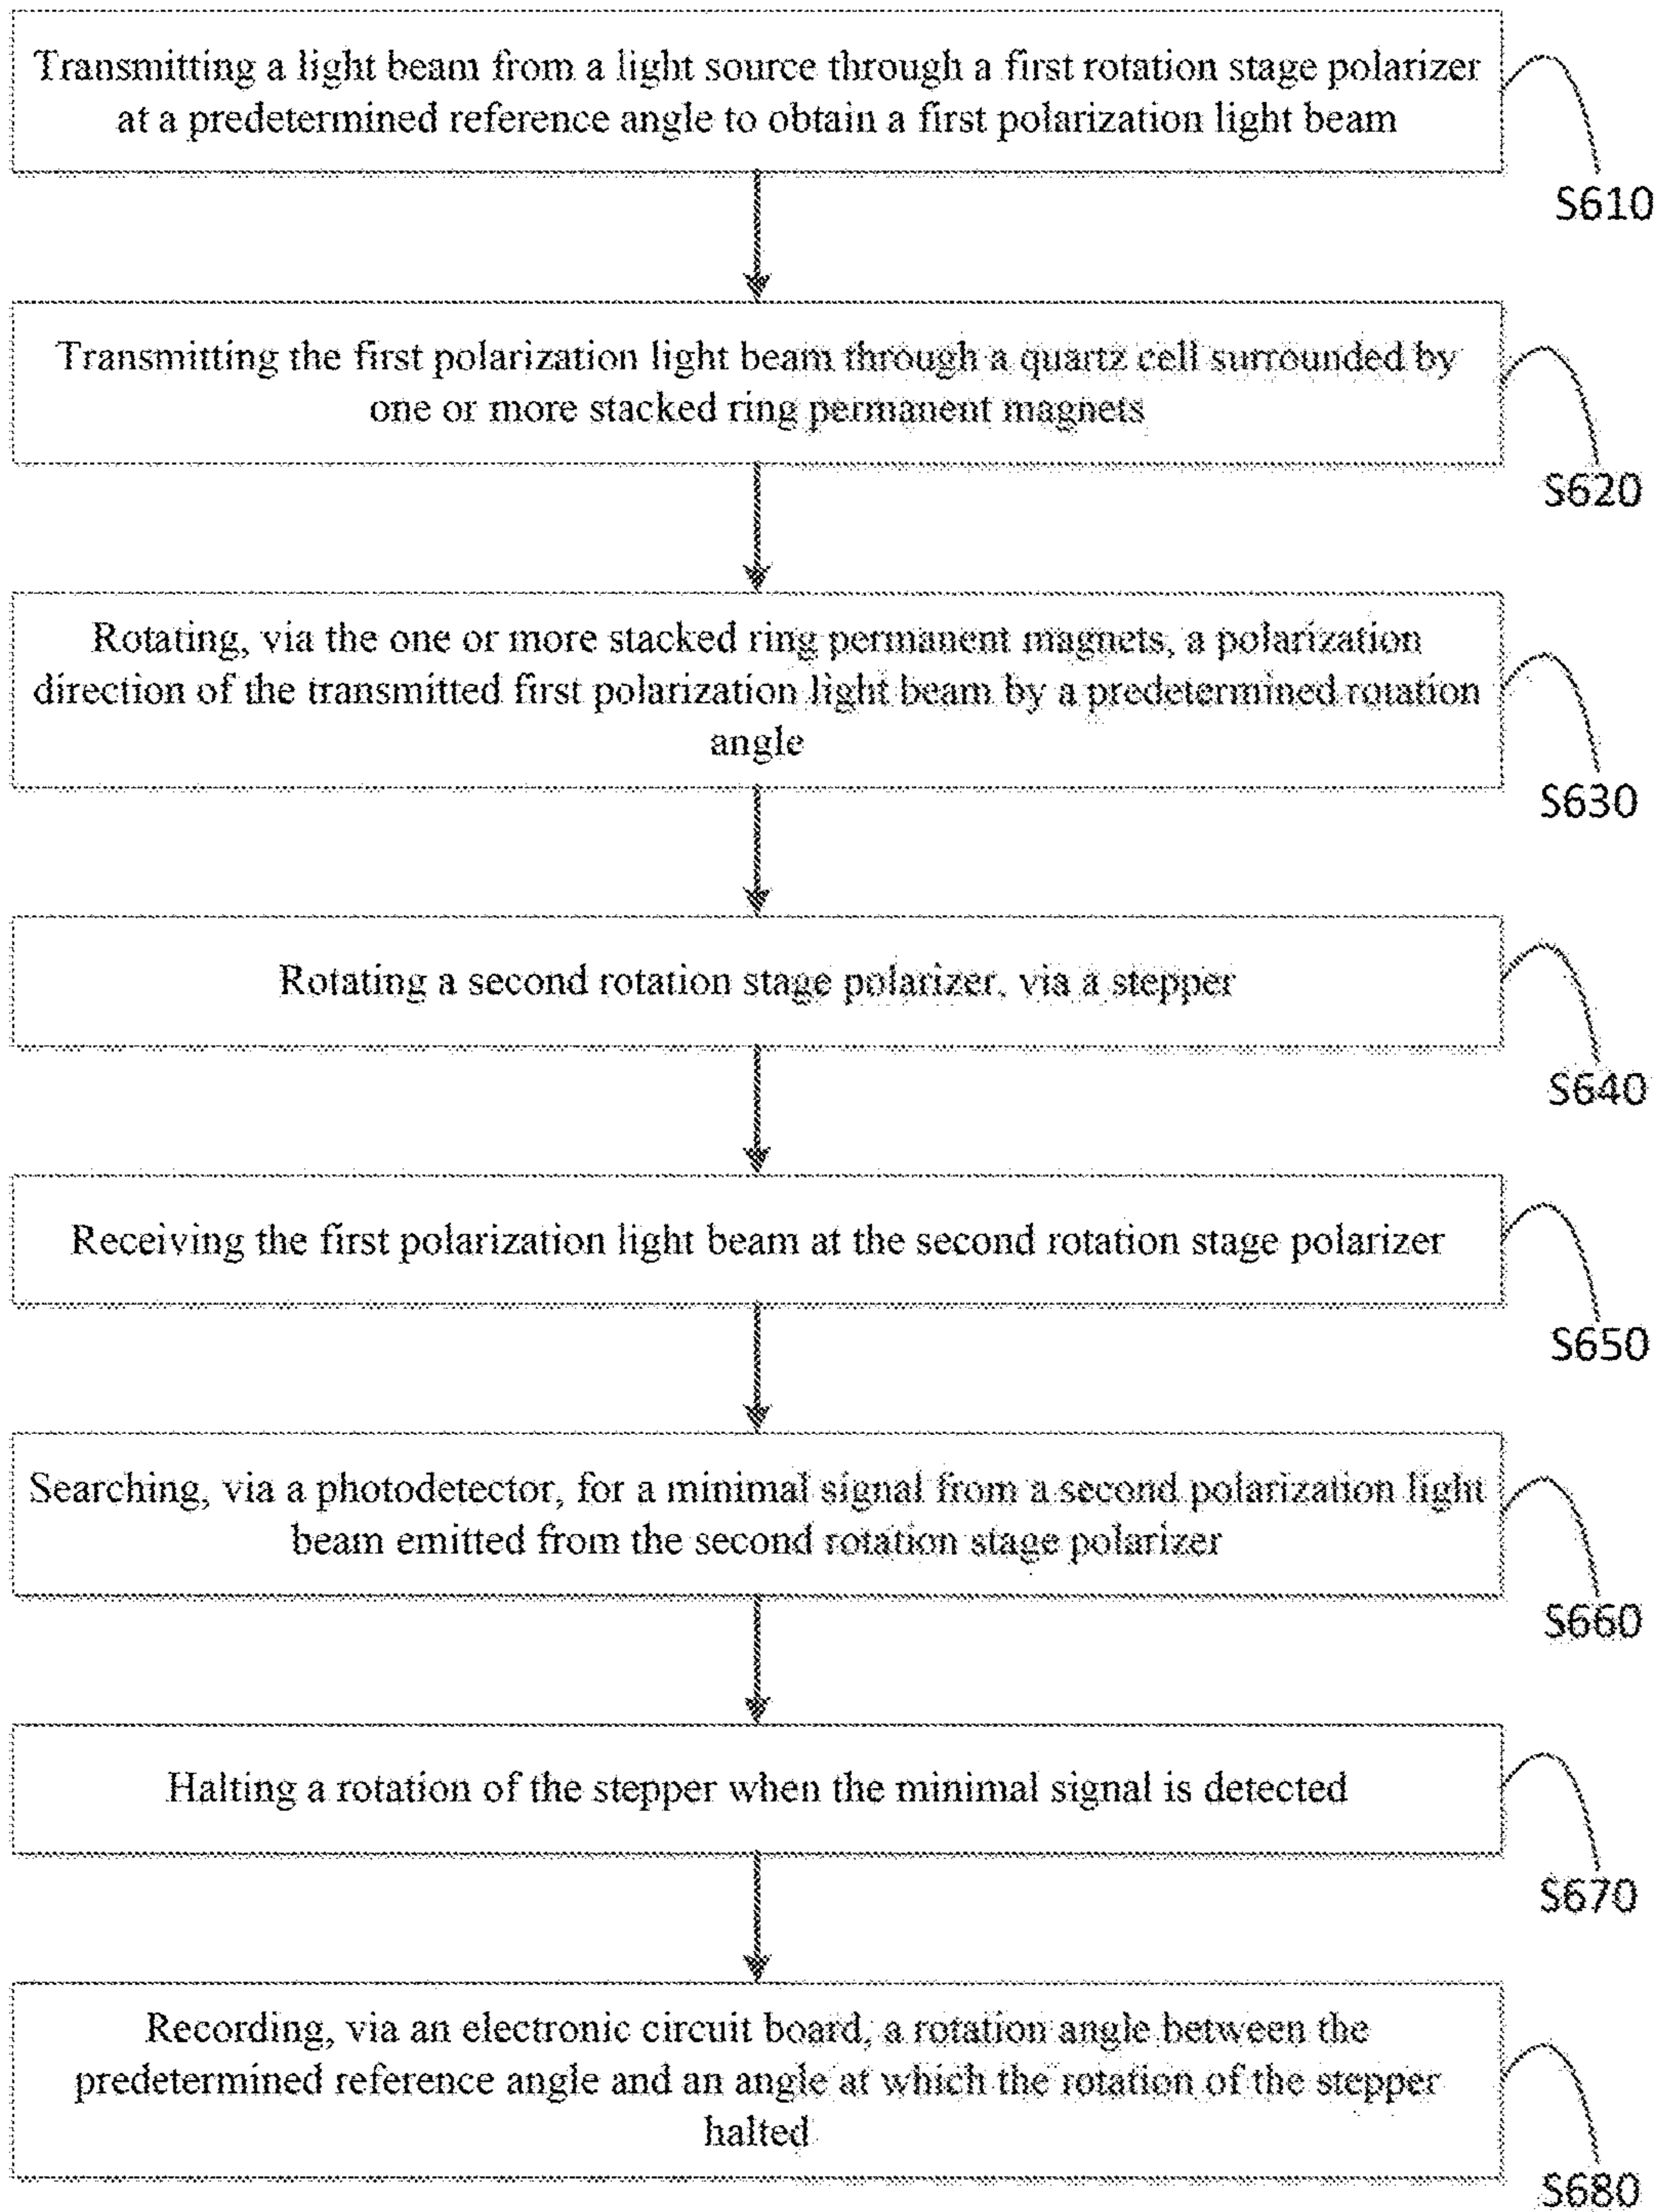 Transmitting a light beam from a light source through a first rotation stage polarizer
at a predetermined reference angle to obtain a first polarization light beam
S610
Transmitting the first polarization light beam through a quartz cell surrounded by
one or more stacked ring permanent magnets
S620
Rotating, via the one or more stacked ring permanent magnets, a polarization
direction of the transmitted first polarization light beam by a predetermined rotation
angle
S630
Rotating a second rotation stage polarizer, via a stepper
S640
Receiving the first polarization light beam at the second rotation stage polarizer
S650
Searching, via a photodetector, for a minimal signal from a second polarization light
beam emitted from the second rotation stage polarizer
S660
Halting a rotation of the stepper when the minimal signal is detected
S670
Recording, via an electronic circuit board, a rotation angle between the
predetermined reference angle and an angle at which the rotation of the stepper
halted
S680